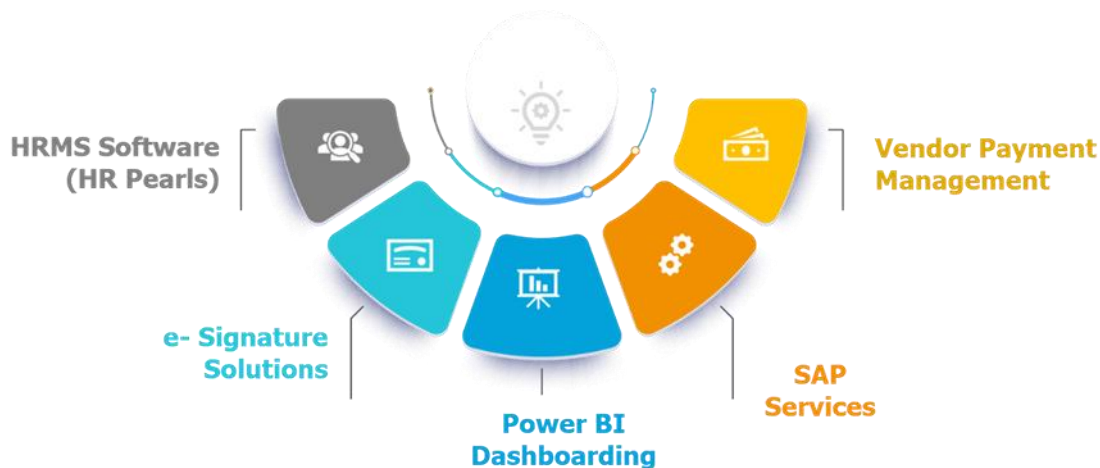 HRMS Software
(HR Pearls)
e- Signature
Solutions
Power BI
Dashboarding
SAP
Services
Vendor Payment
Management